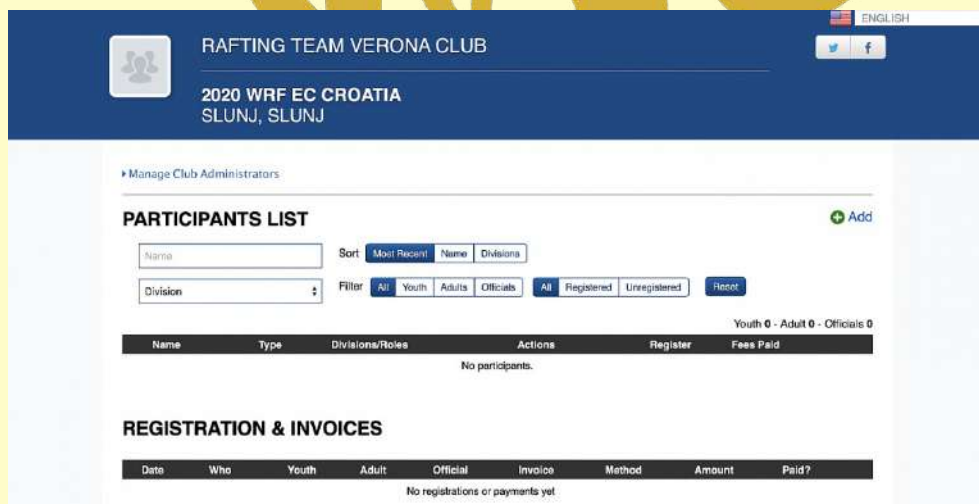 ENGLISH
RAFTING TEAM VERONA CLUB
2020 WRF EC CROATIA
SLUNJ, SLUNJ
Manage Club Administrators
PARTICIPANTS LIST
Add
Name Sort Most Recent Name Divisions
Division Filter All Youth Adults Officials All Registered Unregistered Reset
Youth 0 - Adult 0 - Officials 0
Name Type Divisions/Roles Actions Register Fees Paid
No participants.
REGISTRATION & INVOICES
Date Who Youth Adult Official Invoice Method Amount Paid?
No registrations or payments yet